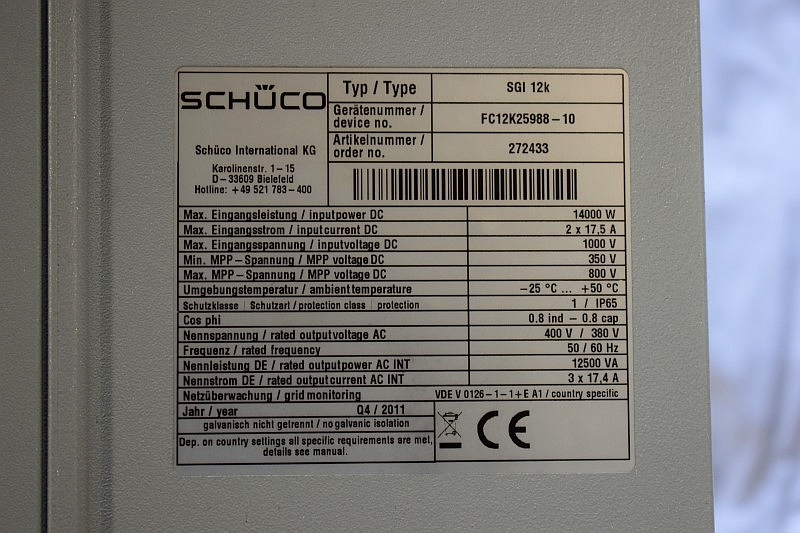 SCHÜCO
Schüco International KG
Karolinenstr. 1-15
D-33609 Bielefeld
Hotline: +49 521 783-400
Typ / Type SGI 12k
Gerätenummer / device no. FC12K25988-10
Artikelnummer / order no. 272433
Max. Eingangsleistung / inputpower DC 14000 W
Max. Eingangsstrom / inputcurrent DC 2 x 17,5 A
Max. Eingangsspannung / inputvoltage DC 1000 V
Min. MPP-Spannung / MPP voltage DC 350 V
Max. MPP-Spannung / MPP voltage DC 800 V
Umgebungstemperatur / ambient temperature -25 °C ... +50 °C
Schutzklasse | Schutzart / protection class | protection 1 / IP65
Cos phi 0.8 ind - 0.8 cap
Nennspannung / rated outputvoltage AC 400 V / 380 V
Frequenz / rated frequency 50 / 60 Hz
Nennleistung DE / rated outputpower AC INT 12500 VA
Nennstrom DE / rated output current AC INT 3 x 17,4 A
Netzüberwachung / grid monitoring VDE V 0126-1-1+E A1 / country specific
Jahr / year Q4 / 2011
galvanisch nicht getrennt / no galvanic isolation
Dep. on country settings all specific requirements are met,
details see manual.
CE